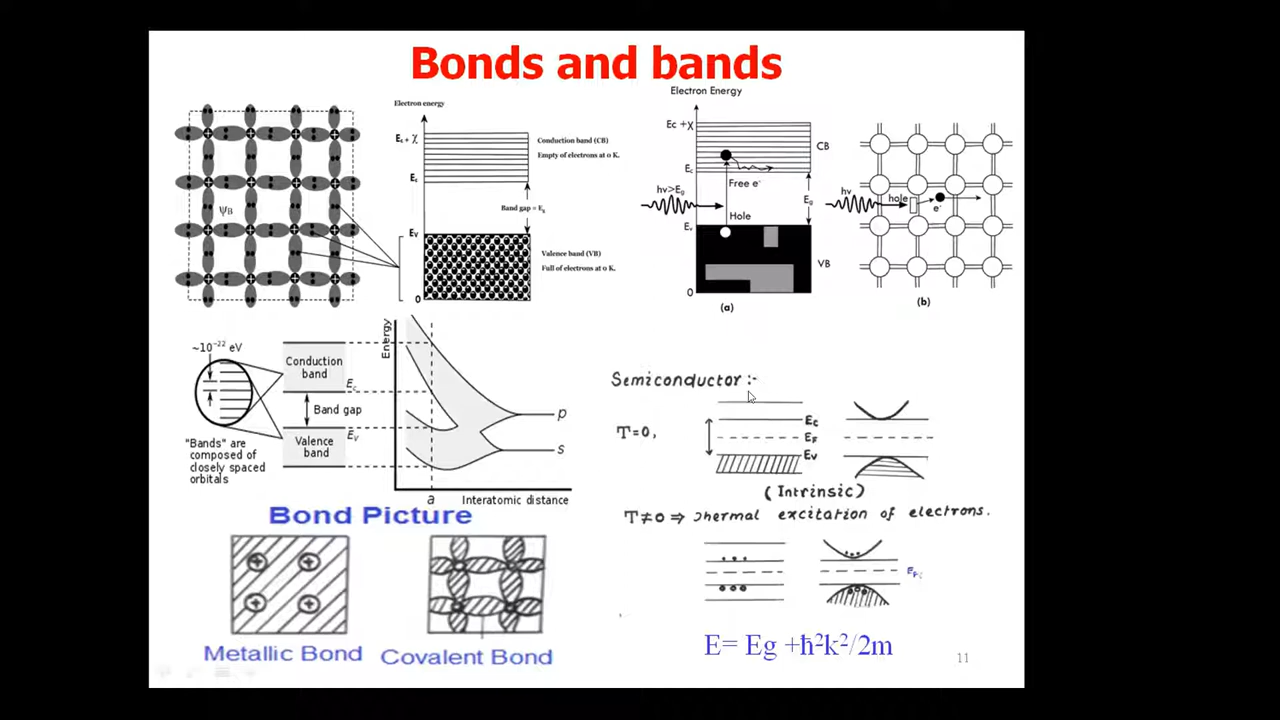 Bonds and bands
Electron energy
Ec + χ
Conduction band (CB)
Empty of electrons at 0 K.
Ec
Band gap = Eg
Ev
Valence band (VB)
Full of electrons at 0 K.
0
ψB
Electron Energy
Ec +χ
CB
Ec
hν>Eg
Free e-
Eg
Hole
Ev
VB
0
(a)
hν
hole
e-
(b)
~10-22 eV
Conduction
band
Ec
Band gap
Ev
Valence
band
"Bands" are
composed of
closely spaced
orbitals
Energy
p
s
a
Interatomic distance
Semiconductor :-
T=0,
Ec
EF
Ev
(Intrinsic)
T≠0 ⇒ Thermal excitation of electrons.
Bond Picture
Metallic Bond
Covalent Bond
E= Eg +ħ²k²/2m
11